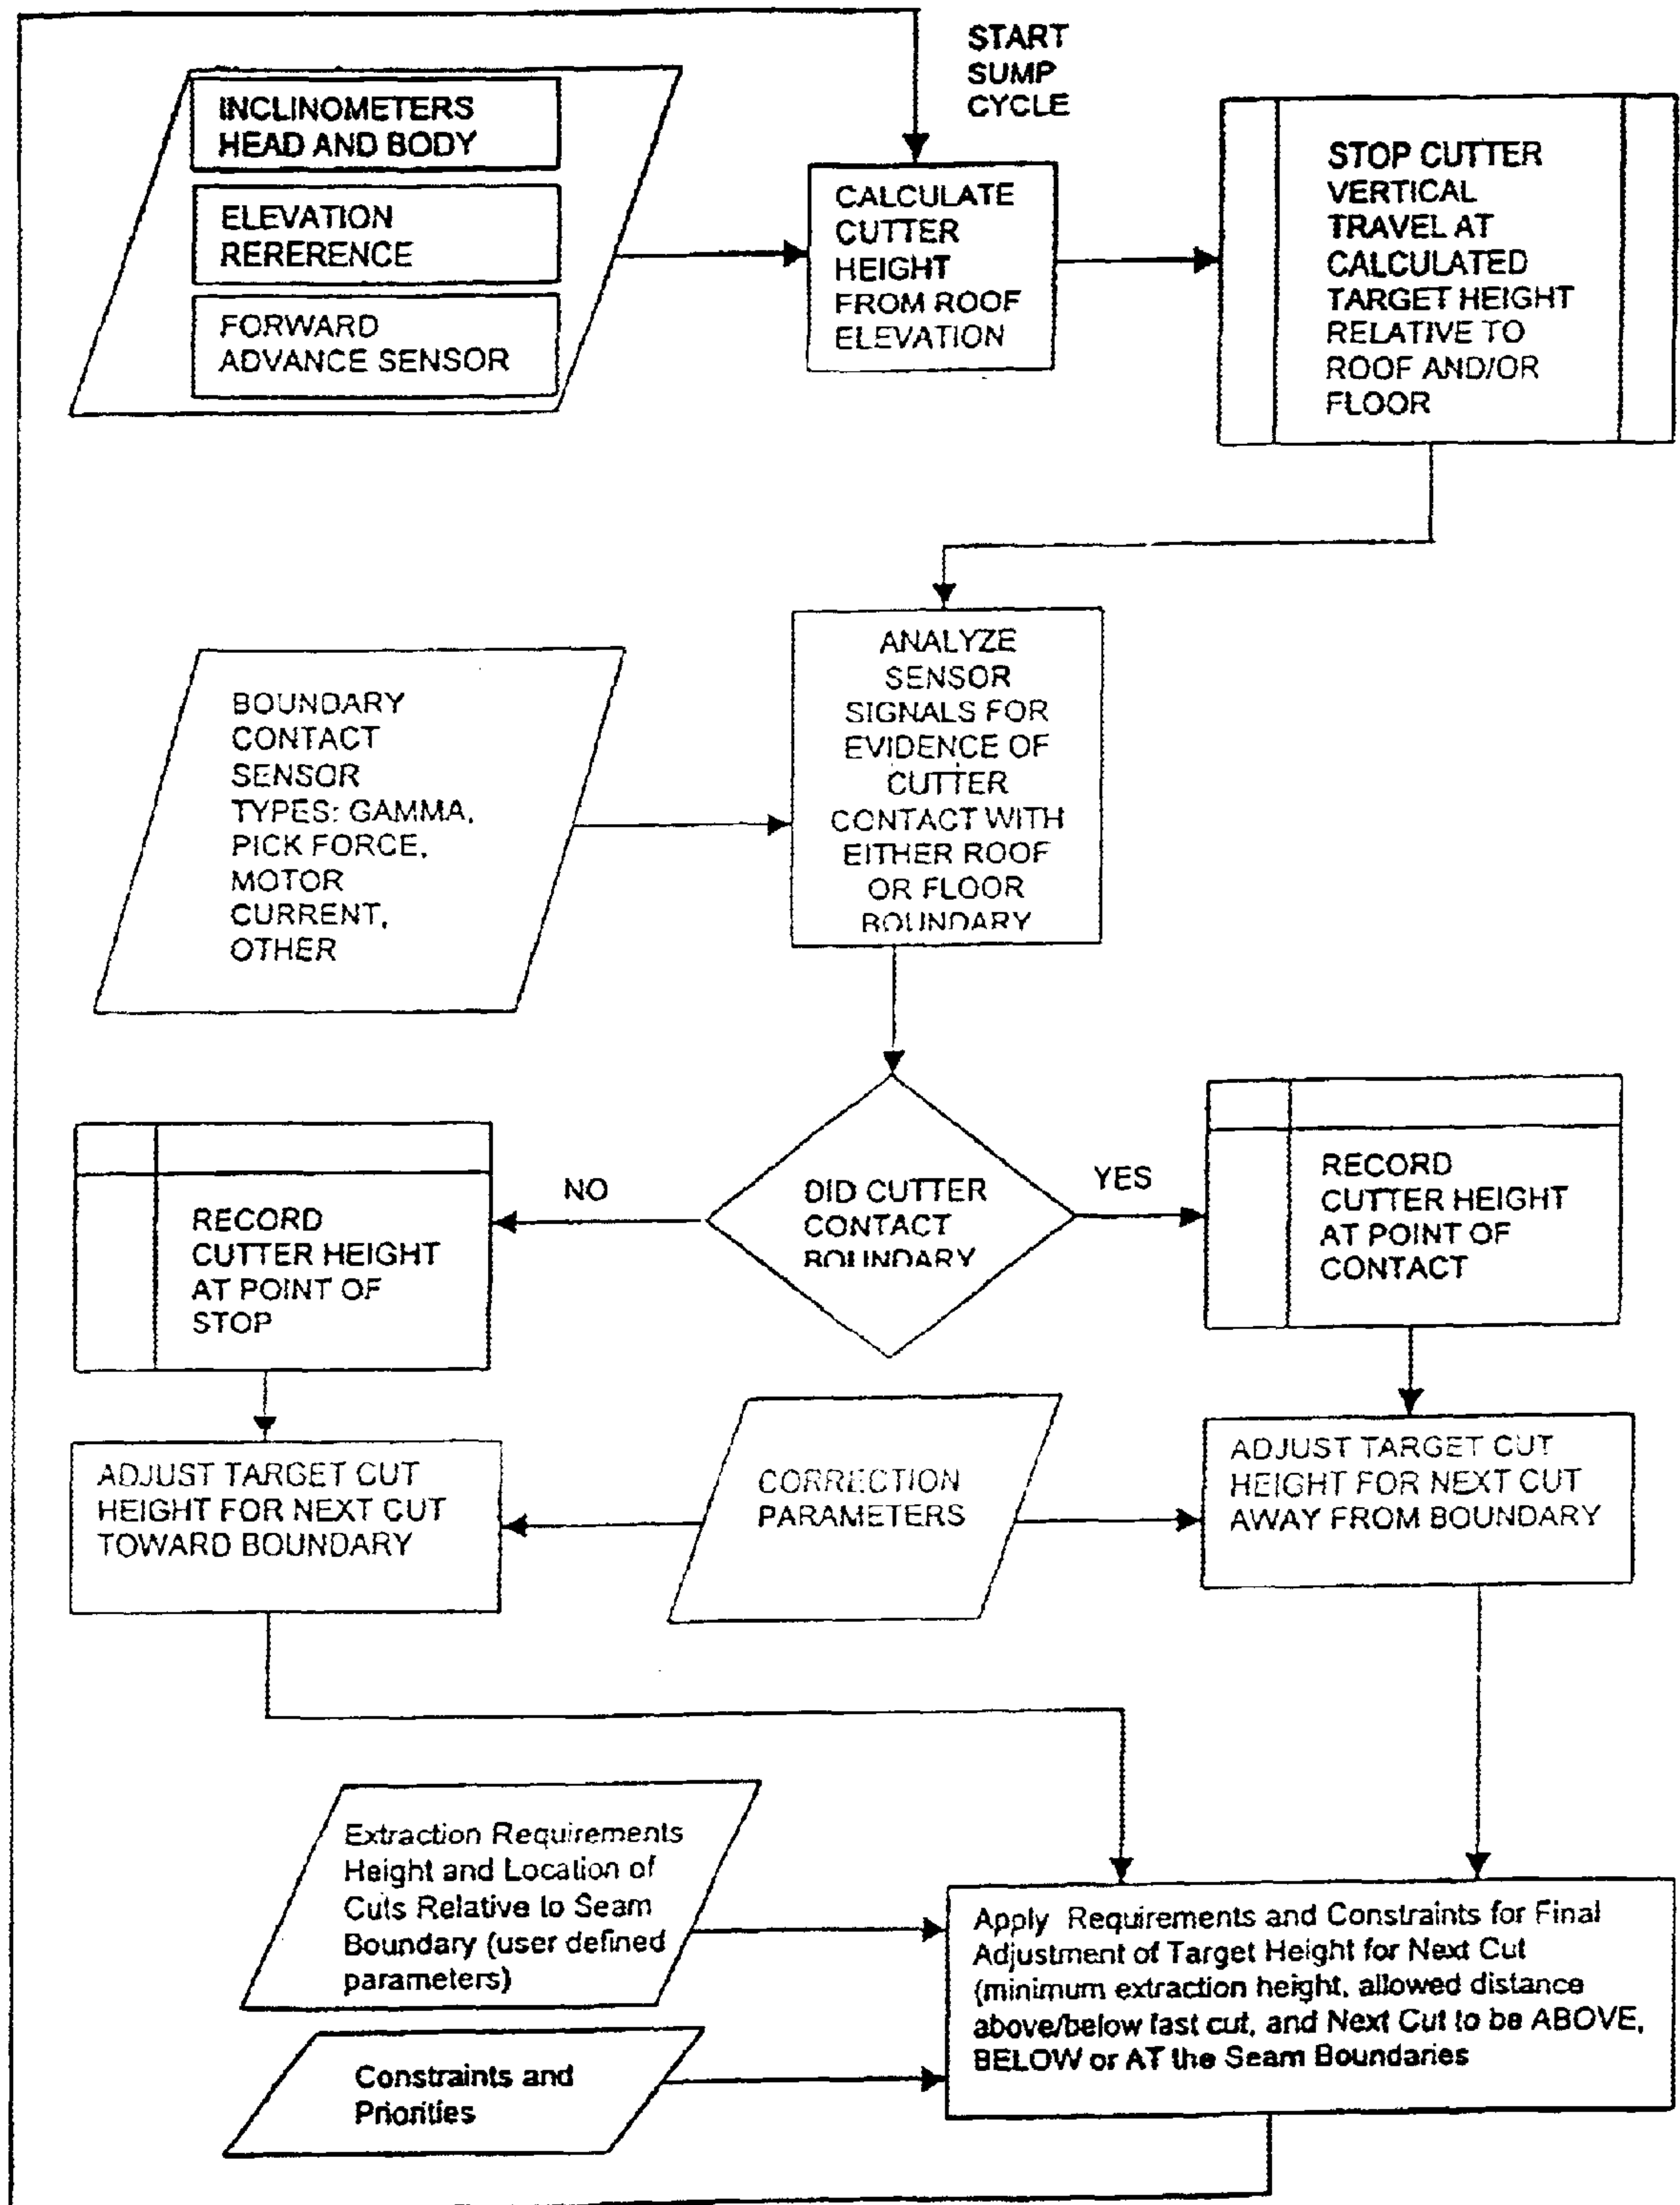 START
SUMP
CYCLE
INCLINOMETERS
HEAD AND BODY
ELEVATION
RERERENCE
FORWARD
ADVANCE SENSOR
CALCULATE
CUTTER
HEIGHT
FROM ROOF
ELEVATION
STOP CUTTER
VERTICAL
TRAVEL AT
CALCULATED
TARGET HEIGHT
RELATIVE TO
ROOF AND/OR
FLOOR
BOUNDARY
CONTACT
SENSOR
TYPES: GAMMA,
PICK FORCE,
MOTOR
CURRENT,
OTHER
ANALYZE
SENSOR
SIGNALS FOR
EVIDENCE OF
CUTTER
CONTACT WITH
EITHER ROOF
OR FLOOR
BOUNDARY
DID CUTTER
CONTACT
BOUNDARY
NO
YES
RECORD
CUTTER HEIGHT
AT POINT OF
STOP
RECORD
CUTTER HEIGHT
AT POINT OF
CONTACT
ADJUST TARGET CUT
HEIGHT FOR NEXT CUT
TOWARD BOUNDARY
CORRECTION
PARAMETERS
ADJUST TARGET CUT
HEIGHT FOR NEXT CUT
AWAY FROM BOUNDARY
Extraction Requirements
Height and Location of
Cuts Relative to Seam
Boundary (user defined
parameters)
Constraints and
Priorities
Apply Requirements and Constraints for Final
Adjustment of Target Height for Next Cut
(minimum extraction height, allowed distance
above/below last cut, and Next Cut to be ABOVE,
BELOW or AT the Seam Boundaries